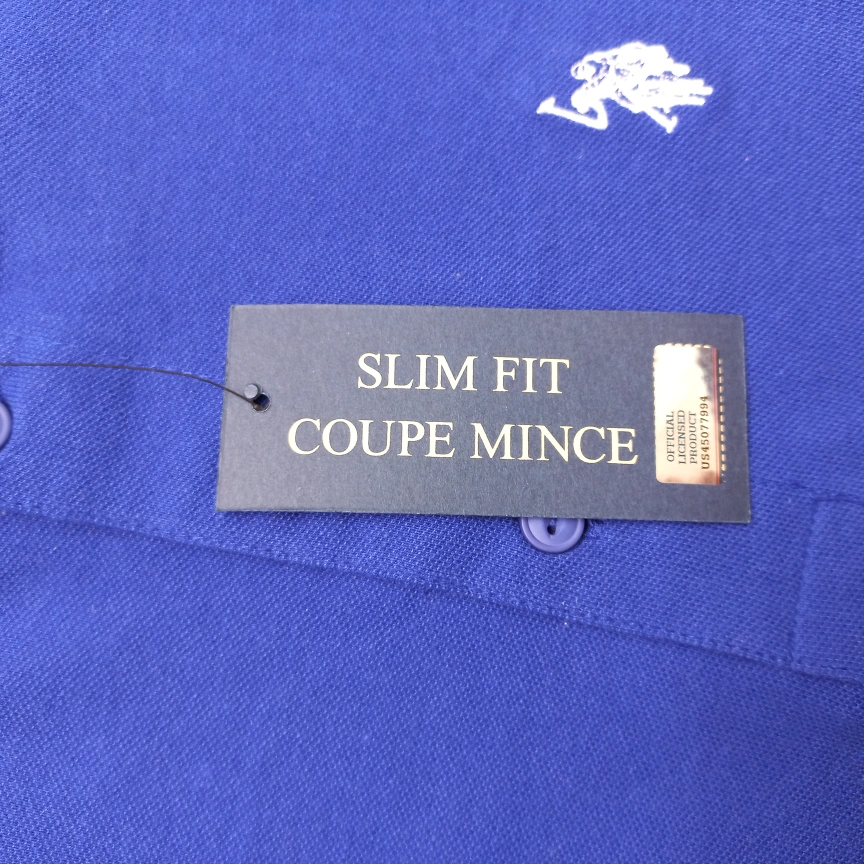 SLIM FIT
COUPE MINCE
OFFICIAL
LICENSED
PRODUCT
US45077994